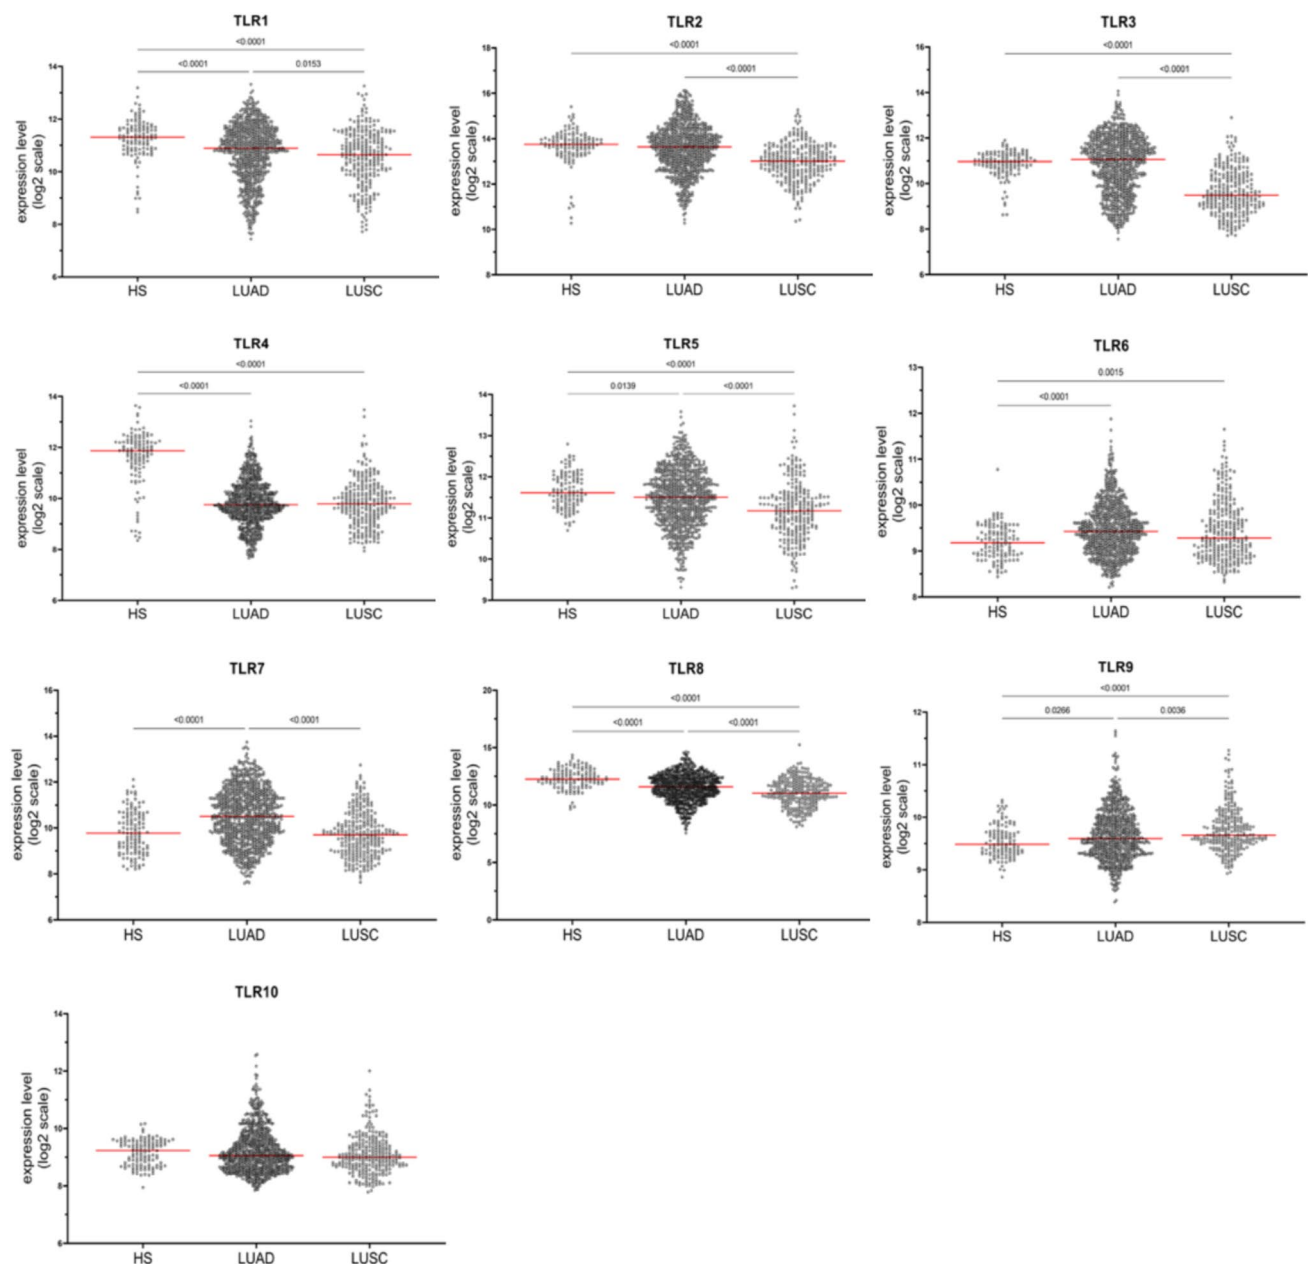 TLR1
<0.0001
<0.0001 0.0153
expression level
(log2 scale)
14
12
10
8
6
HS LUAD LUSC
TLR2
<0.0001
<0.0001
expression level
(log2 scale)
18
16
14
12
10
8
HS LUAD LUSC
TLR3
<0.0001
<0.0001
expression level
(log2 scale)
16
14
12
10
8
6
HS LUAD LUSC
TLR4
<0.0001
<0.0001
expression level
(log2 scale)
14
12
10
8
6
HS LUAD LUSC
TLR5
<0.0001
0.0139 <0.0001
expression level
(log2 scale)
14
13
12
11
10
9
HS LUAD LUSC
TLR6
0.0015
<0.0001
expression level
(log2 scale)
13
12
11
10
9
8
HS LUAD LUSC
TLR7
<0.0001 <0.0001
expression level
(log2 scale)
16
14
12
10
8
6
HS LUAD LUSC
TLR8
<0.0001
<0.0001 <0.0001
expression level
(log2 scale)
20
15
10
5
0
HS LUAD LUSC
TLR9
<0.0001
0.0266 0.0036
expression level
(log2 scale)
12
11
10
9
8
HS LUAD LUSC
TLR10
expression level
(log2 scale)
14
12
10
8
6
HS LUAD LUSC